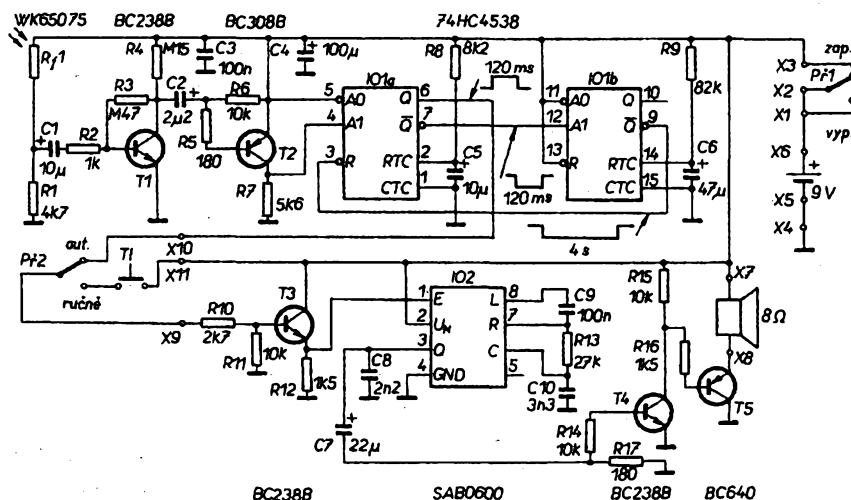 WK65075 BC238B BC308B 74HC4538
Rf1
R4 M15
C3 100n
C4 100µ
R8 8k2
R9 82k
R3 M47
C2 2µ2
R6 10k
R5 180
C1 10µ
R2 1k
T1
T2
R1 4k7
R7 5k6
IO1a
5 A0 Q 6
4 A1 Q 7
3 R
RTC 2
CTC 1
C5 10µ
120 ms
120 ms
4 s
IO1b
11 A0 Q 10
12 A1 Q 9
13 R
RTC 14
CTC 15
C6 47µ
X3 zap.
X2 Př1
X1 vyp.
X6
9 V
X5
X4
Př2 aut. Tl X10
X11
ručně
X9
R10 2k7
R11 10k
T3
R12 1k5
IO2
1 E L 8
2 UN R 7
3 Q C
4 GND 5
C9 100n
R13 27k
C10 3n3
C8 2n2
C7 22µ
R15 10k
X7
8Ω
X8
R16 1k5
T4
T5
R14 10k
R17 180
BC238B SAB0600 BC238B BC640